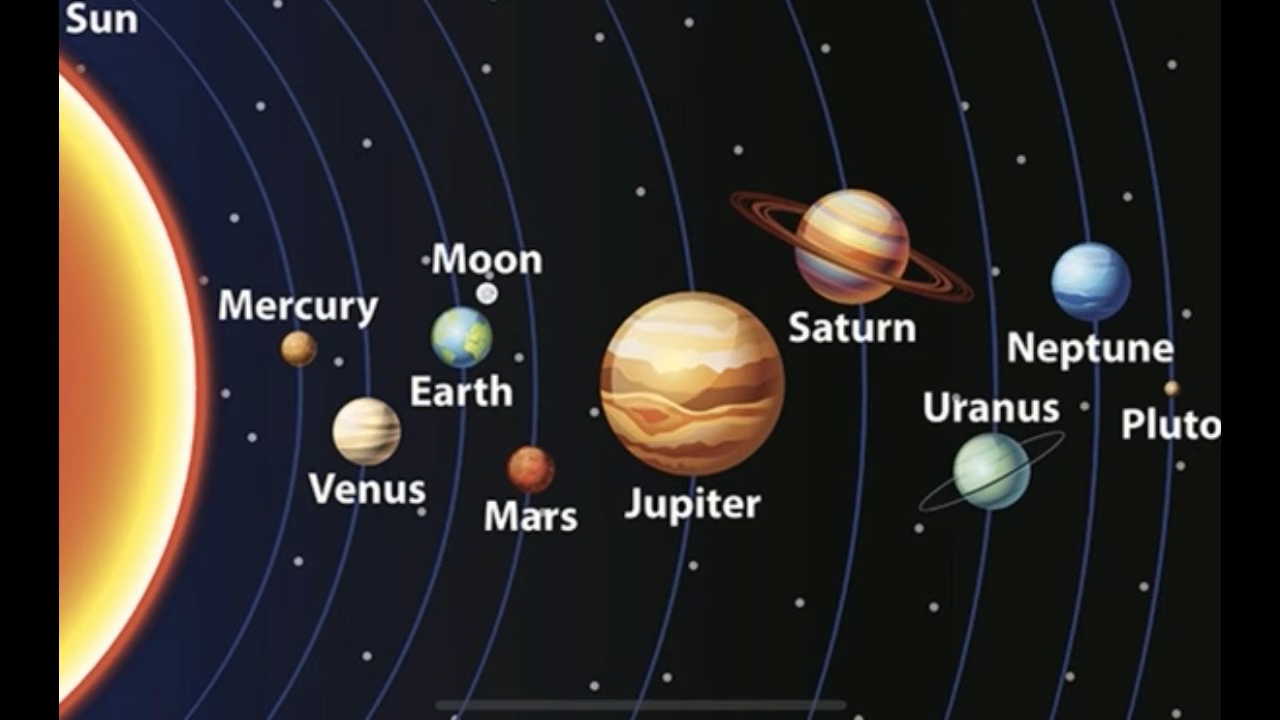 Sun
Moon
Mercury
Saturn
Neptune
Earth
Uranus
Pluto
Venus
Jupiter
Mars